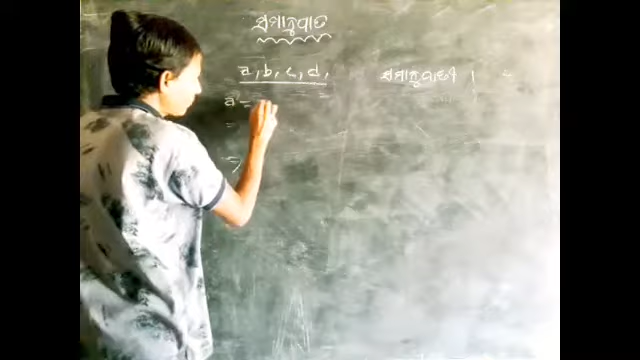 ସମାନୁପାତ
a, b, c, d, ସମାନୁପାତୀ |
a =